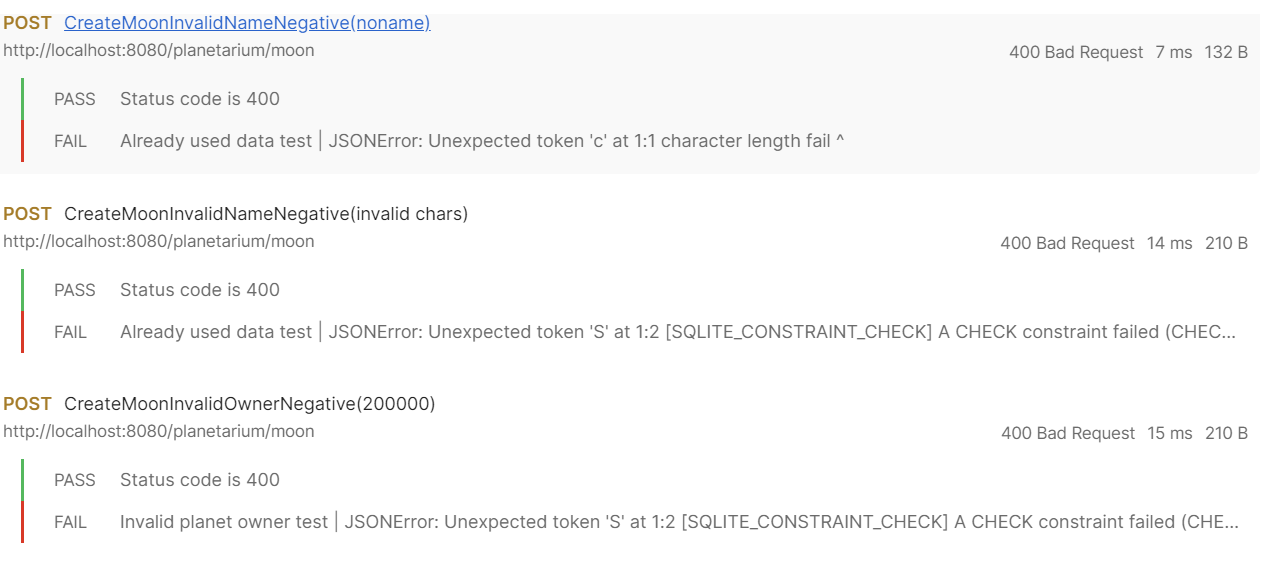 POST CreateMoonInvalidNameNegative(noname)
http://localhost:8080/planetarium/moon
400 Bad Request 7 ms 132 B
PASS Status code is 400
FAIL Already used data test | JSONError: Unexpected token 'c' at 1:1 character length fail ^
POST CreateMoonInvalidNameNegative(invalid chars)
http://localhost:8080/planetarium/moon
400 Bad Request 14 ms 210 B
PASS Status code is 400
FAIL Already used data test | JSONError: Unexpected token 'S' at 1:2 [SQLITE_CONSTRAINT_CHECK] A CHECK constraint failed (CHEC...
POST CreateMoonInvalidOwnerNegative(200000)
http://localhost:8080/planetarium/moon
400 Bad Request 15 ms 210 B
PASS Status code is 400
FAIL Invalid planet owner test | JSONError: Unexpected token 'S' at 1:2 [SQLITE_CONSTRAINT_CHECK] A CHECK constraint failed (CHE...